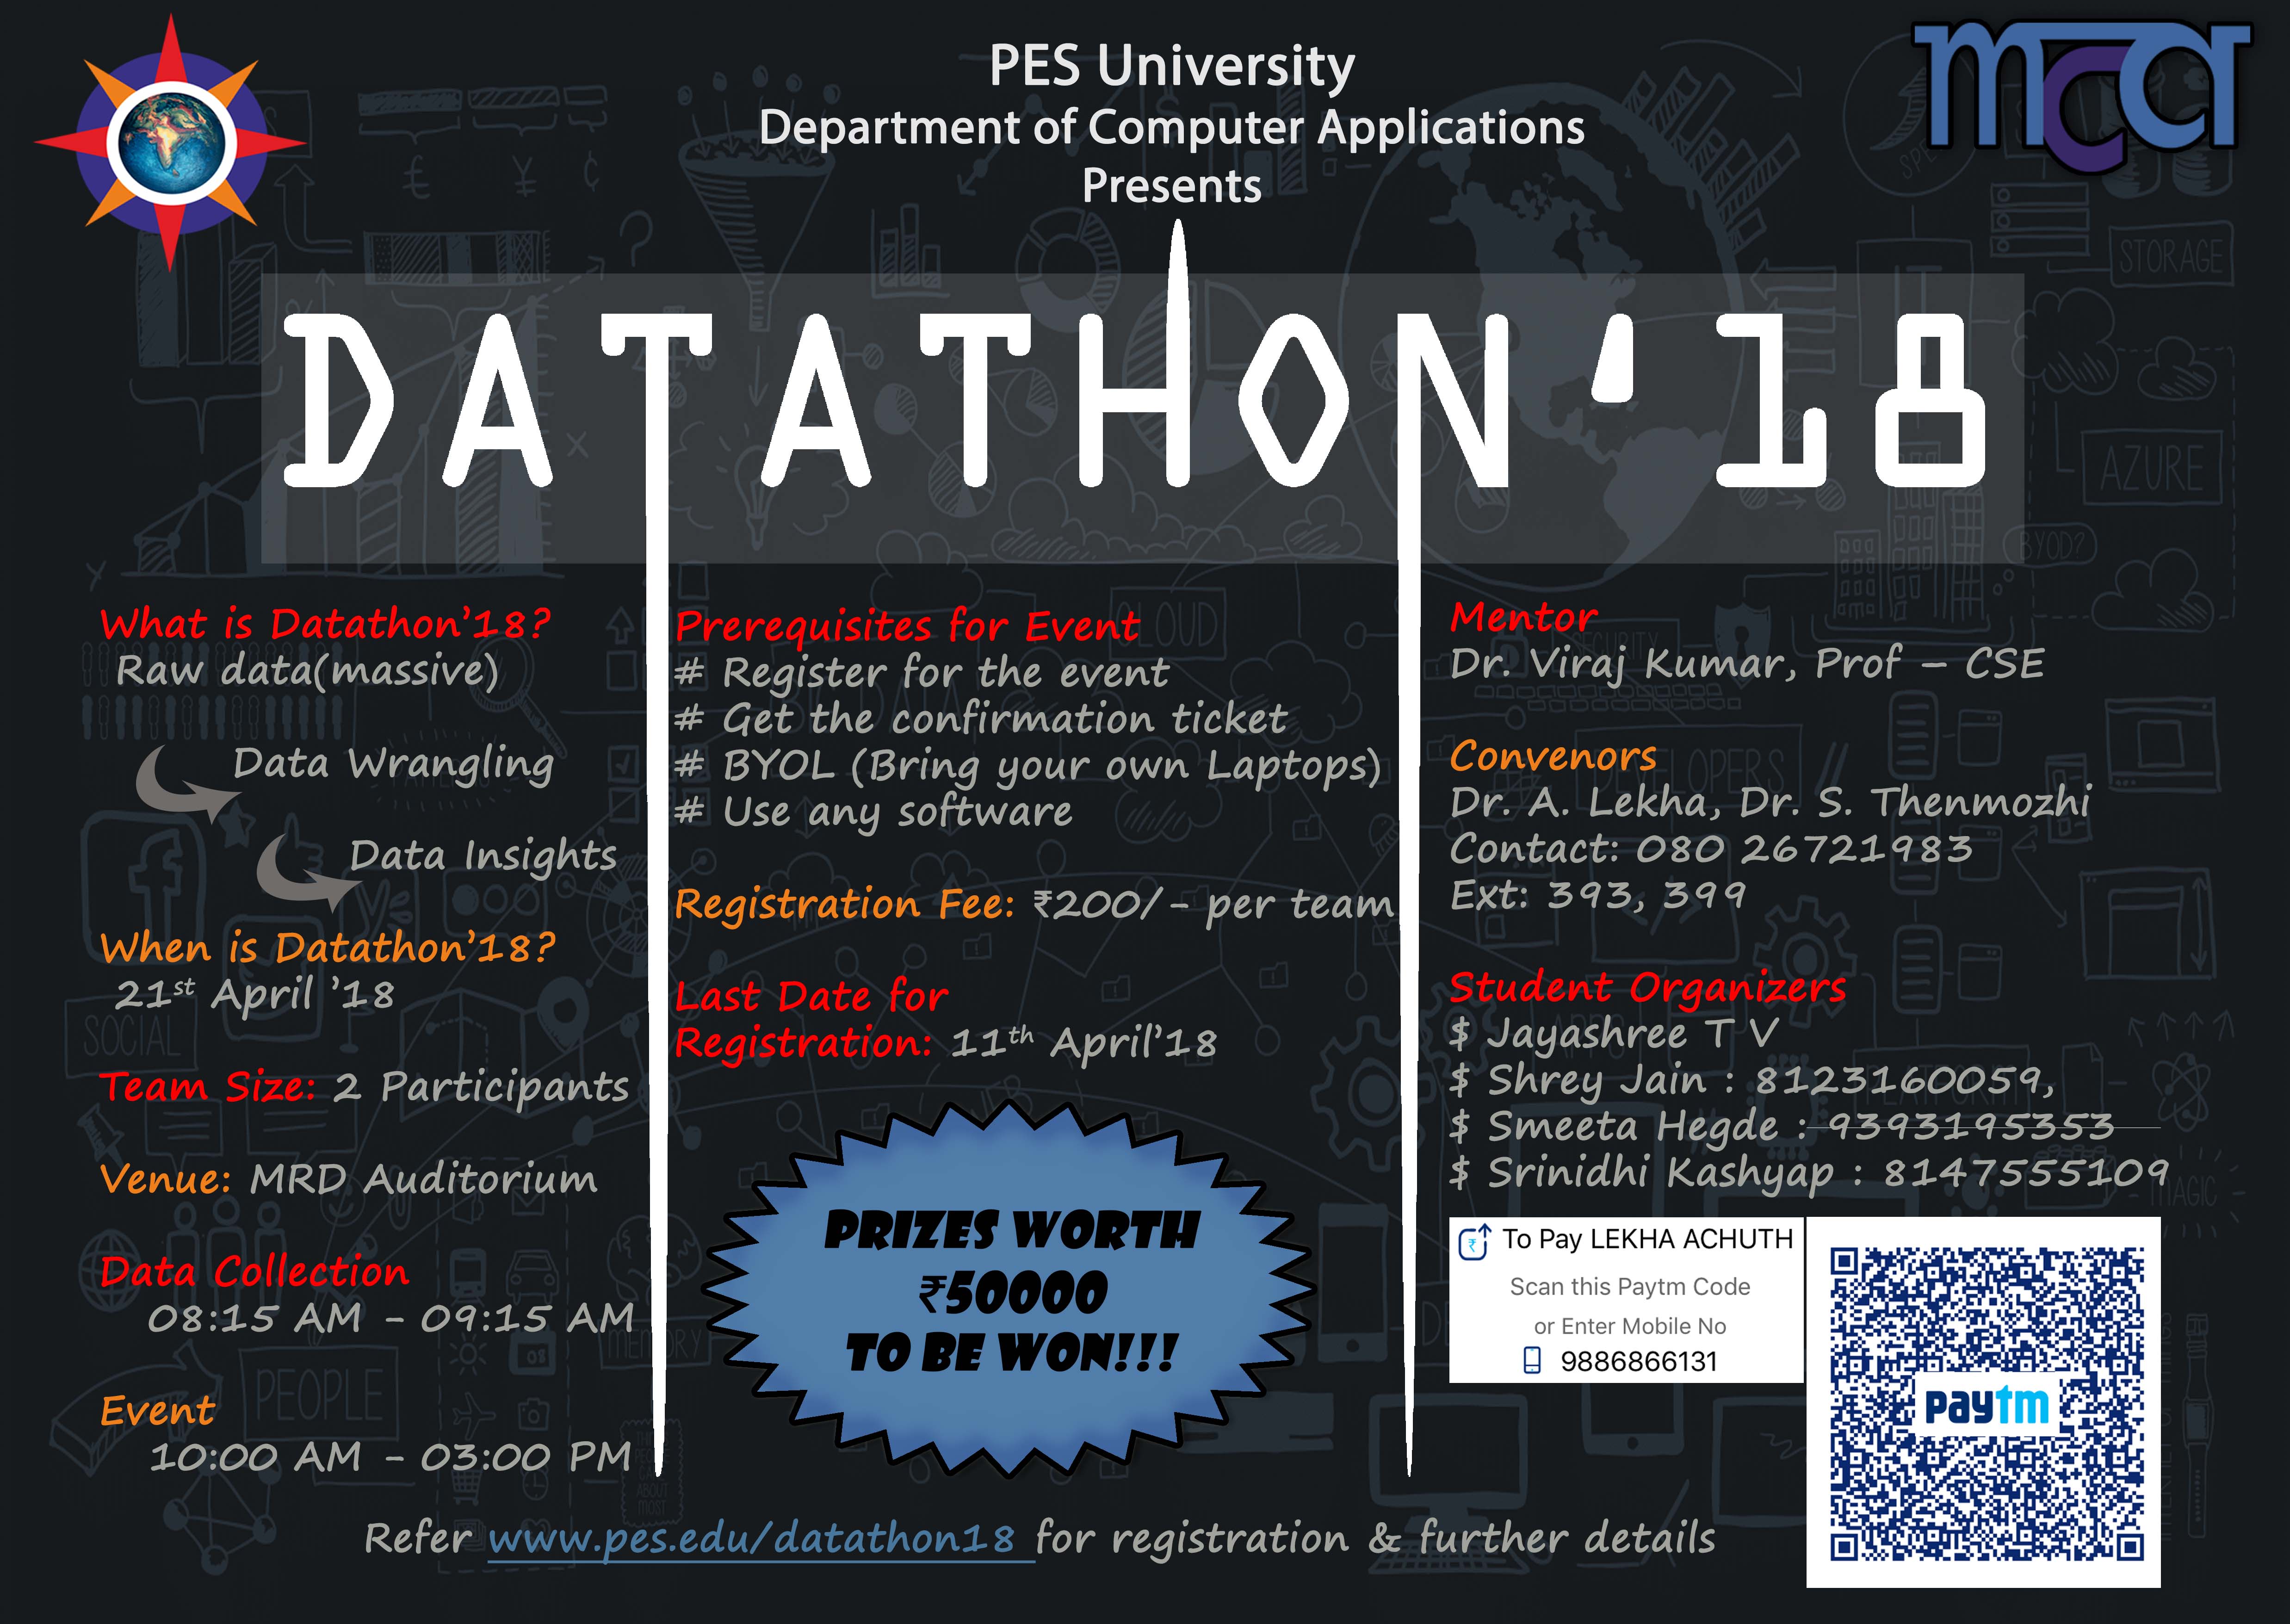 mca
PES University
Department of Computer Applications
Presents
DATATHON'18
What is Datathon'18?
Raw data(massive)
Data Wrangling
Data Insights
When is Datathon'18?
21st April '18
Team Size: 2 Participants
Venue: MRD Auditorium
Data Collection
08:15 AM - 09:15 AM
Event
10:00 AM - 03:00 PM
Prerequisites for Event
# Register for the event
# Get the confirmation ticket
# BYOL (Bring your own Laptops)
# Use any software
Registration Fee: ₹200/- per team
Last Date for
Registration: 11th April'18
PRIZES WORTH
₹50000
TO BE WON!!!
Mentor
Dr. Viraj Kumar, Prof – CSE
Convenors
Dr. A. Lekha, Dr. S. Thenmozhi
Contact: 080 26721983
Ext: 393, 399
Student Organizers
$ Jayashree T V
$ Shrey Jain : 8123160059,
$ Smeeta Hegde : 9393195353
$ Srinidhi Kashyap : 8147555109
To Pay LEKHA ACHUTH
Scan this Paytm Code
or Enter Mobile No
9886866131
paytm
Refer www.pes.edu/datathon18 for registration & further details
STORAGE
AZURE
BYOD?
CLOUD
SECURITY
DEVELOPERS
SOCIAL
PEOPLE
MEMORY
MAGIC